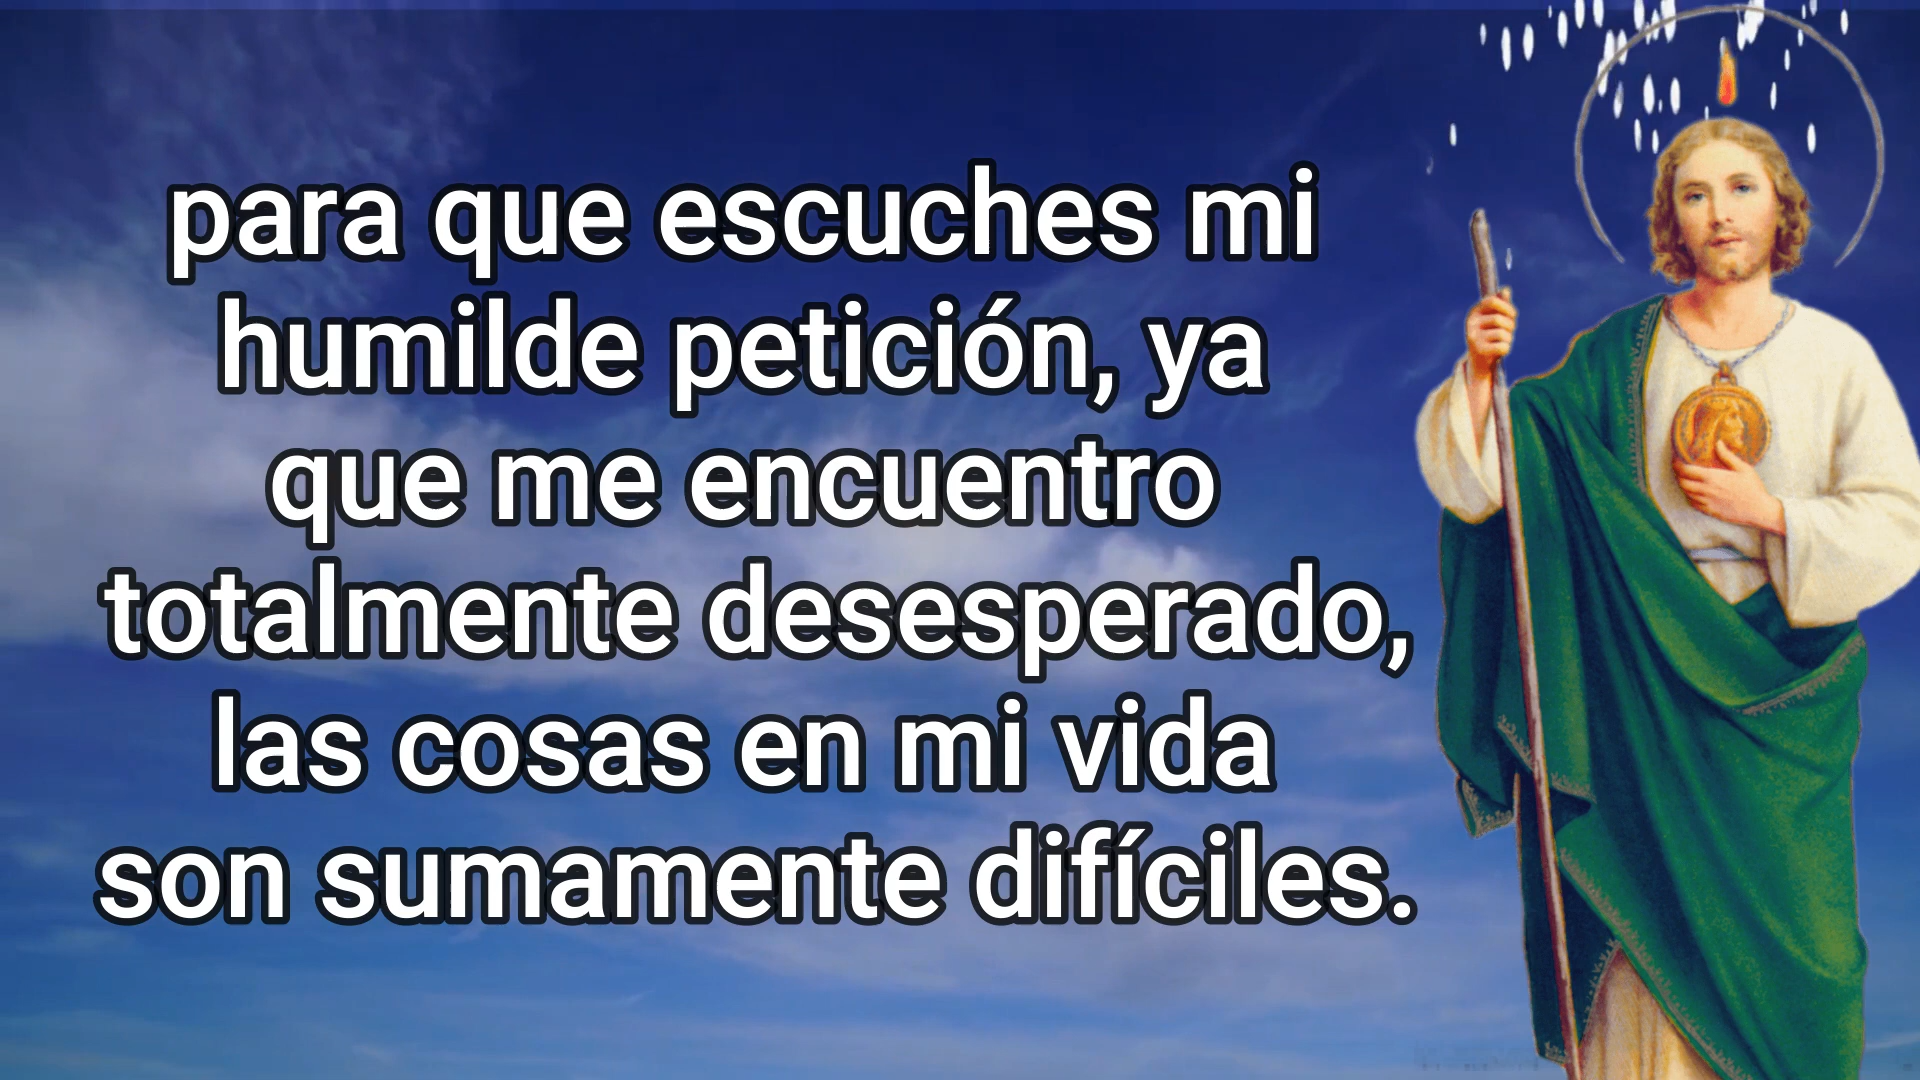 para que escuches mi
humilde petición, ya
que me encuentro
totalmente desesperado,
las cosas en mi vida
son sumamente difíciles.